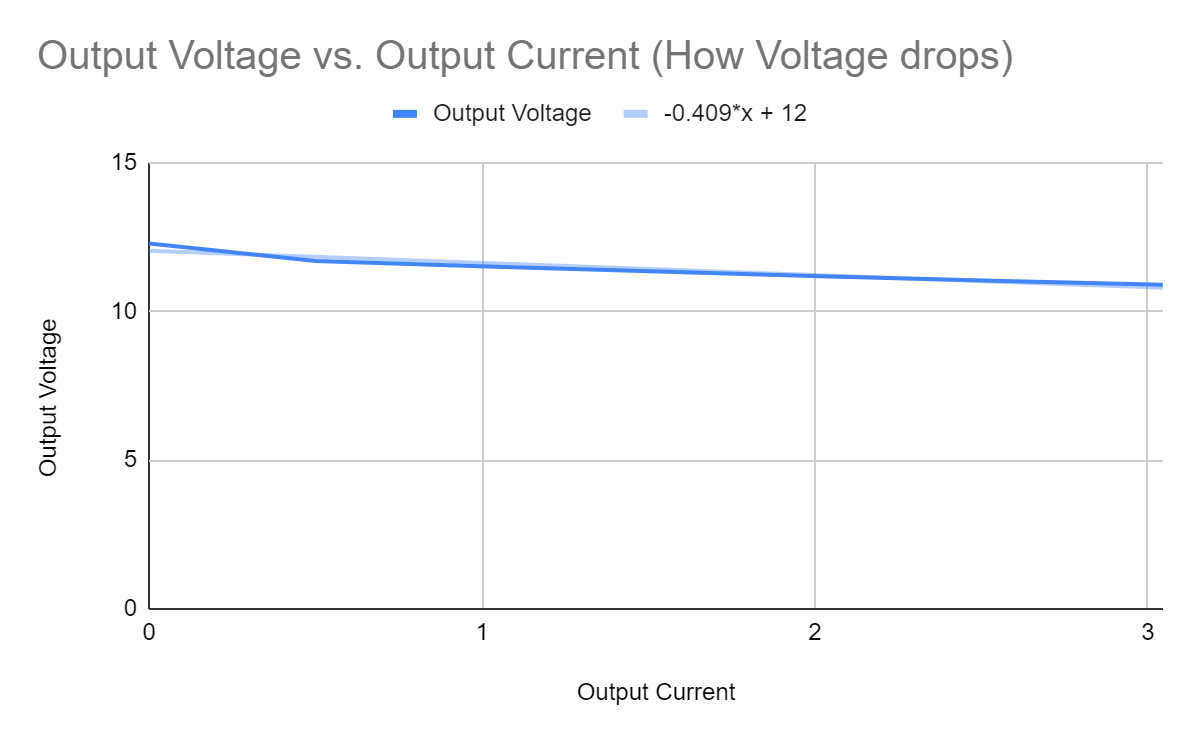 Output Voltage vs. Output Current (How Voltage drops)
Output Voltage
-0.409*x + 12
15
10
5
0
Output Voltage
0
1
2
3
Output Current